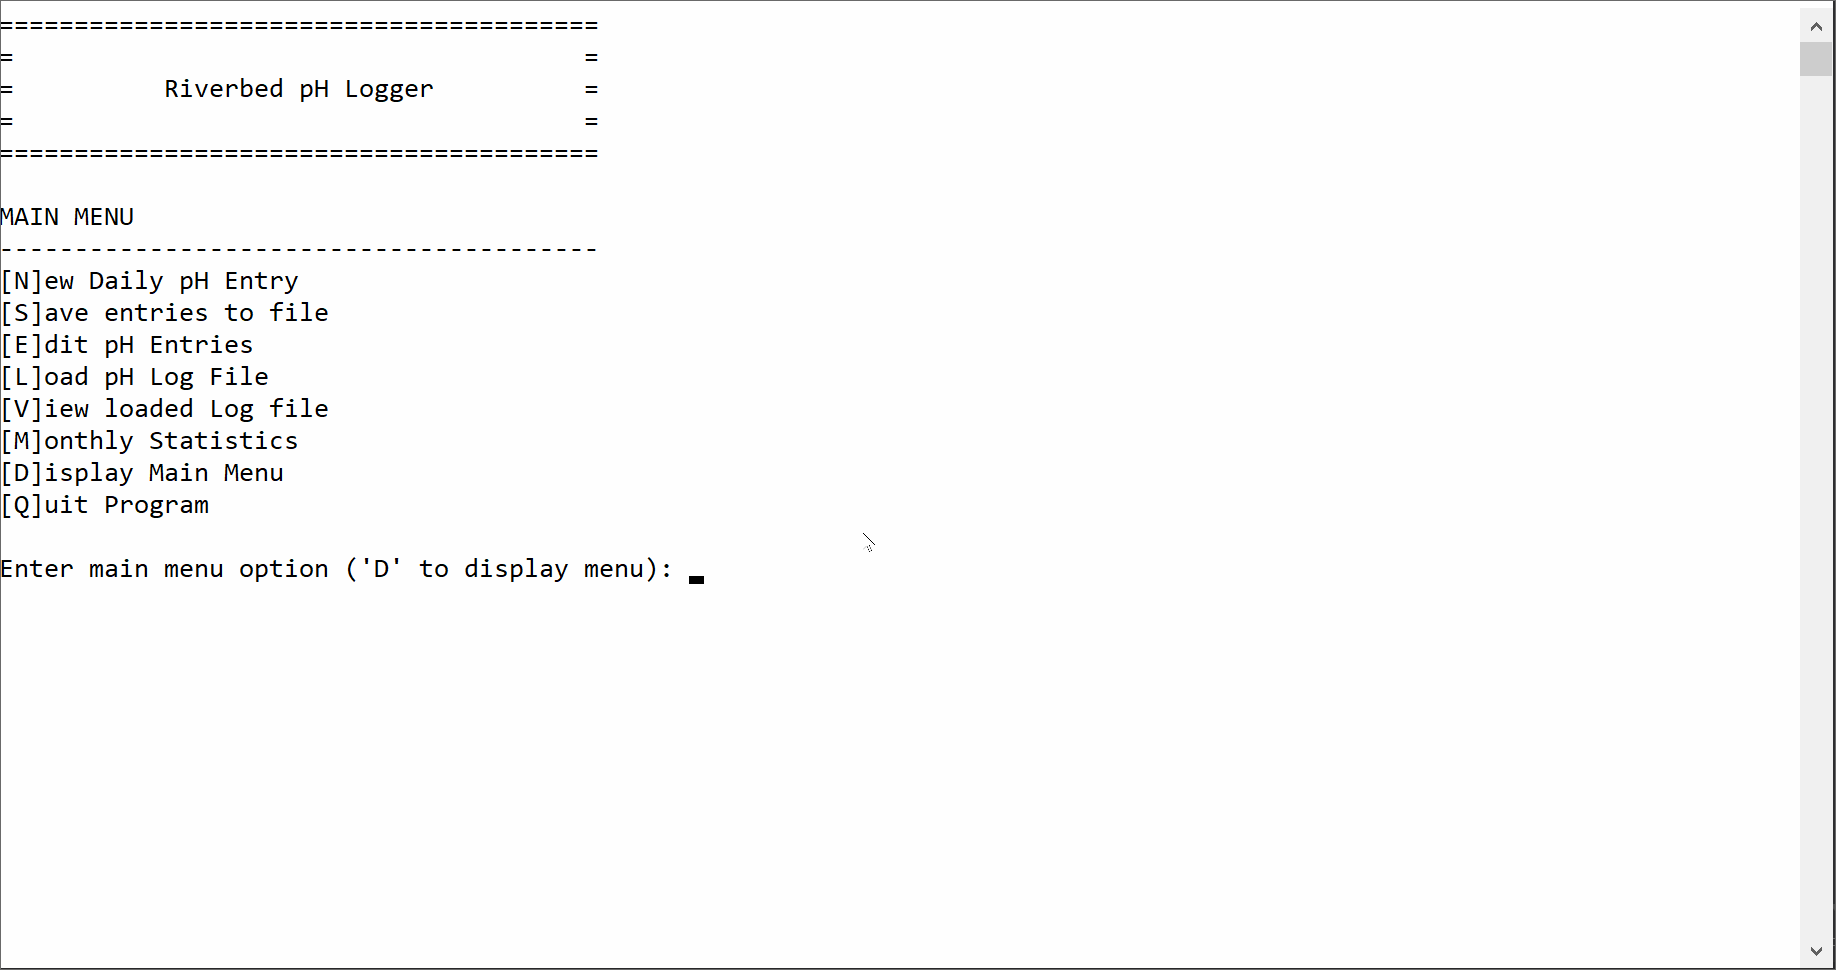 ========================================
=                                      =
=          Riverbed pH Logger          =
=                                      =
========================================
MAIN MENU
----------------------------------------
[N]ew Daily pH Entry
[S]ave entries to file
[E]dit pH Entries
[L]oad pH Log File
[V]iew loaded Log file
[M]onthly Statistics
[D]isplay Main Menu
[Q]uit Program
Enter main menu option ('D' to display menu):